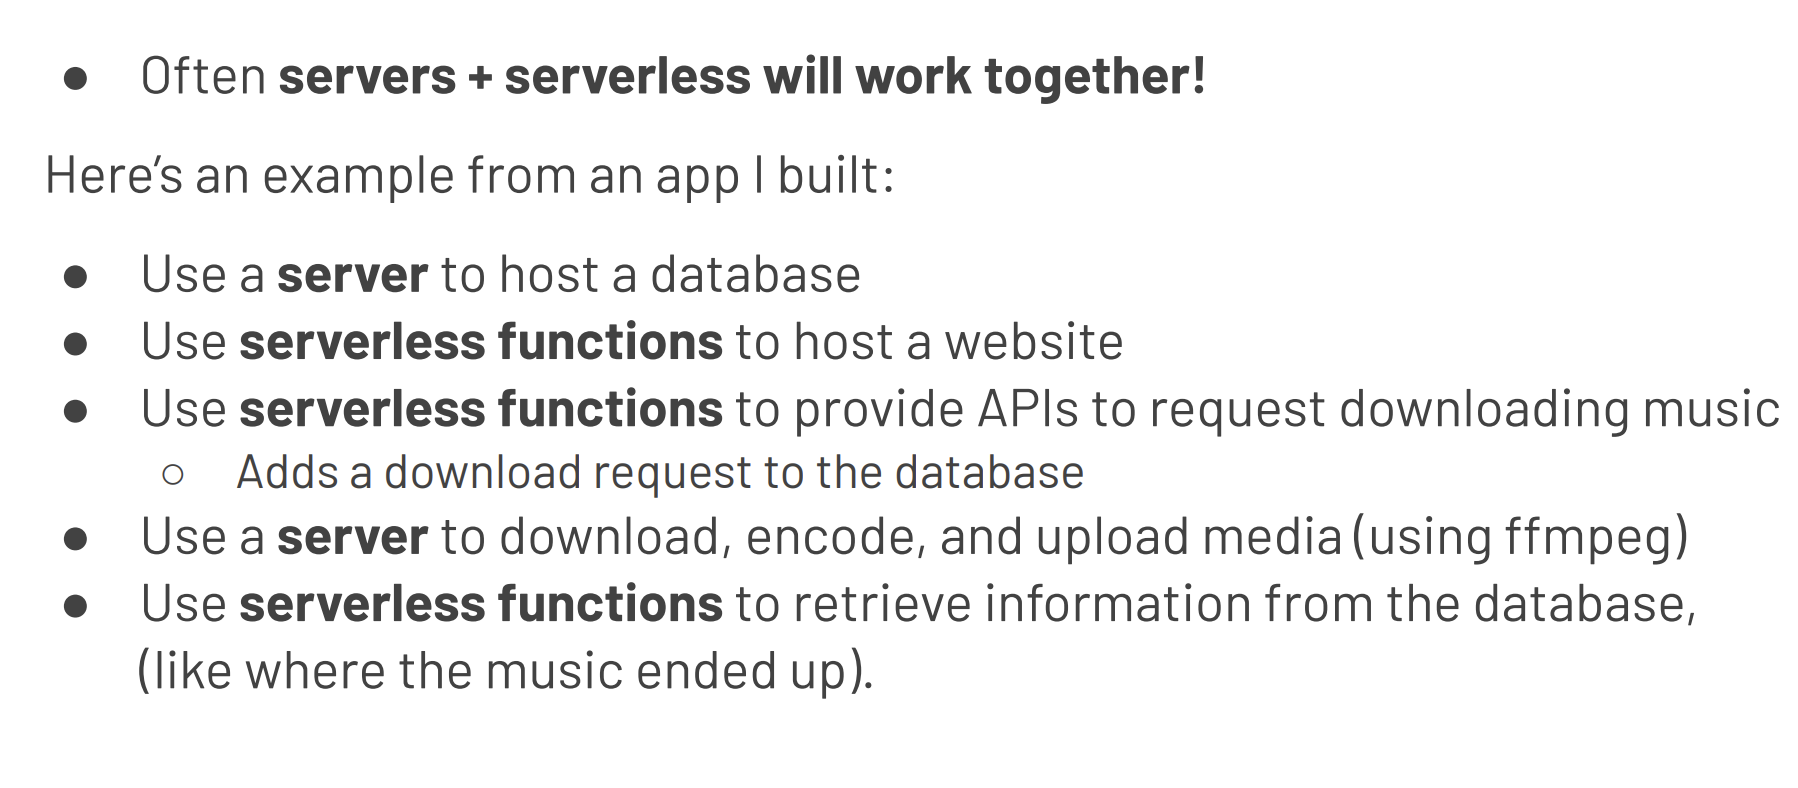 ● Often servers + serverless will work together!
Here’s an example from an app I built:
● Use a server to host a database
● Use serverless functions to host a website
● Use serverless functions to provide APIs to request downloading music
○ Adds a download request to the database
● Use a server to download, encode, and upload media (using ffmpeg)
● Use serverless functions to retrieve information from the database,
(like where the music ended up).